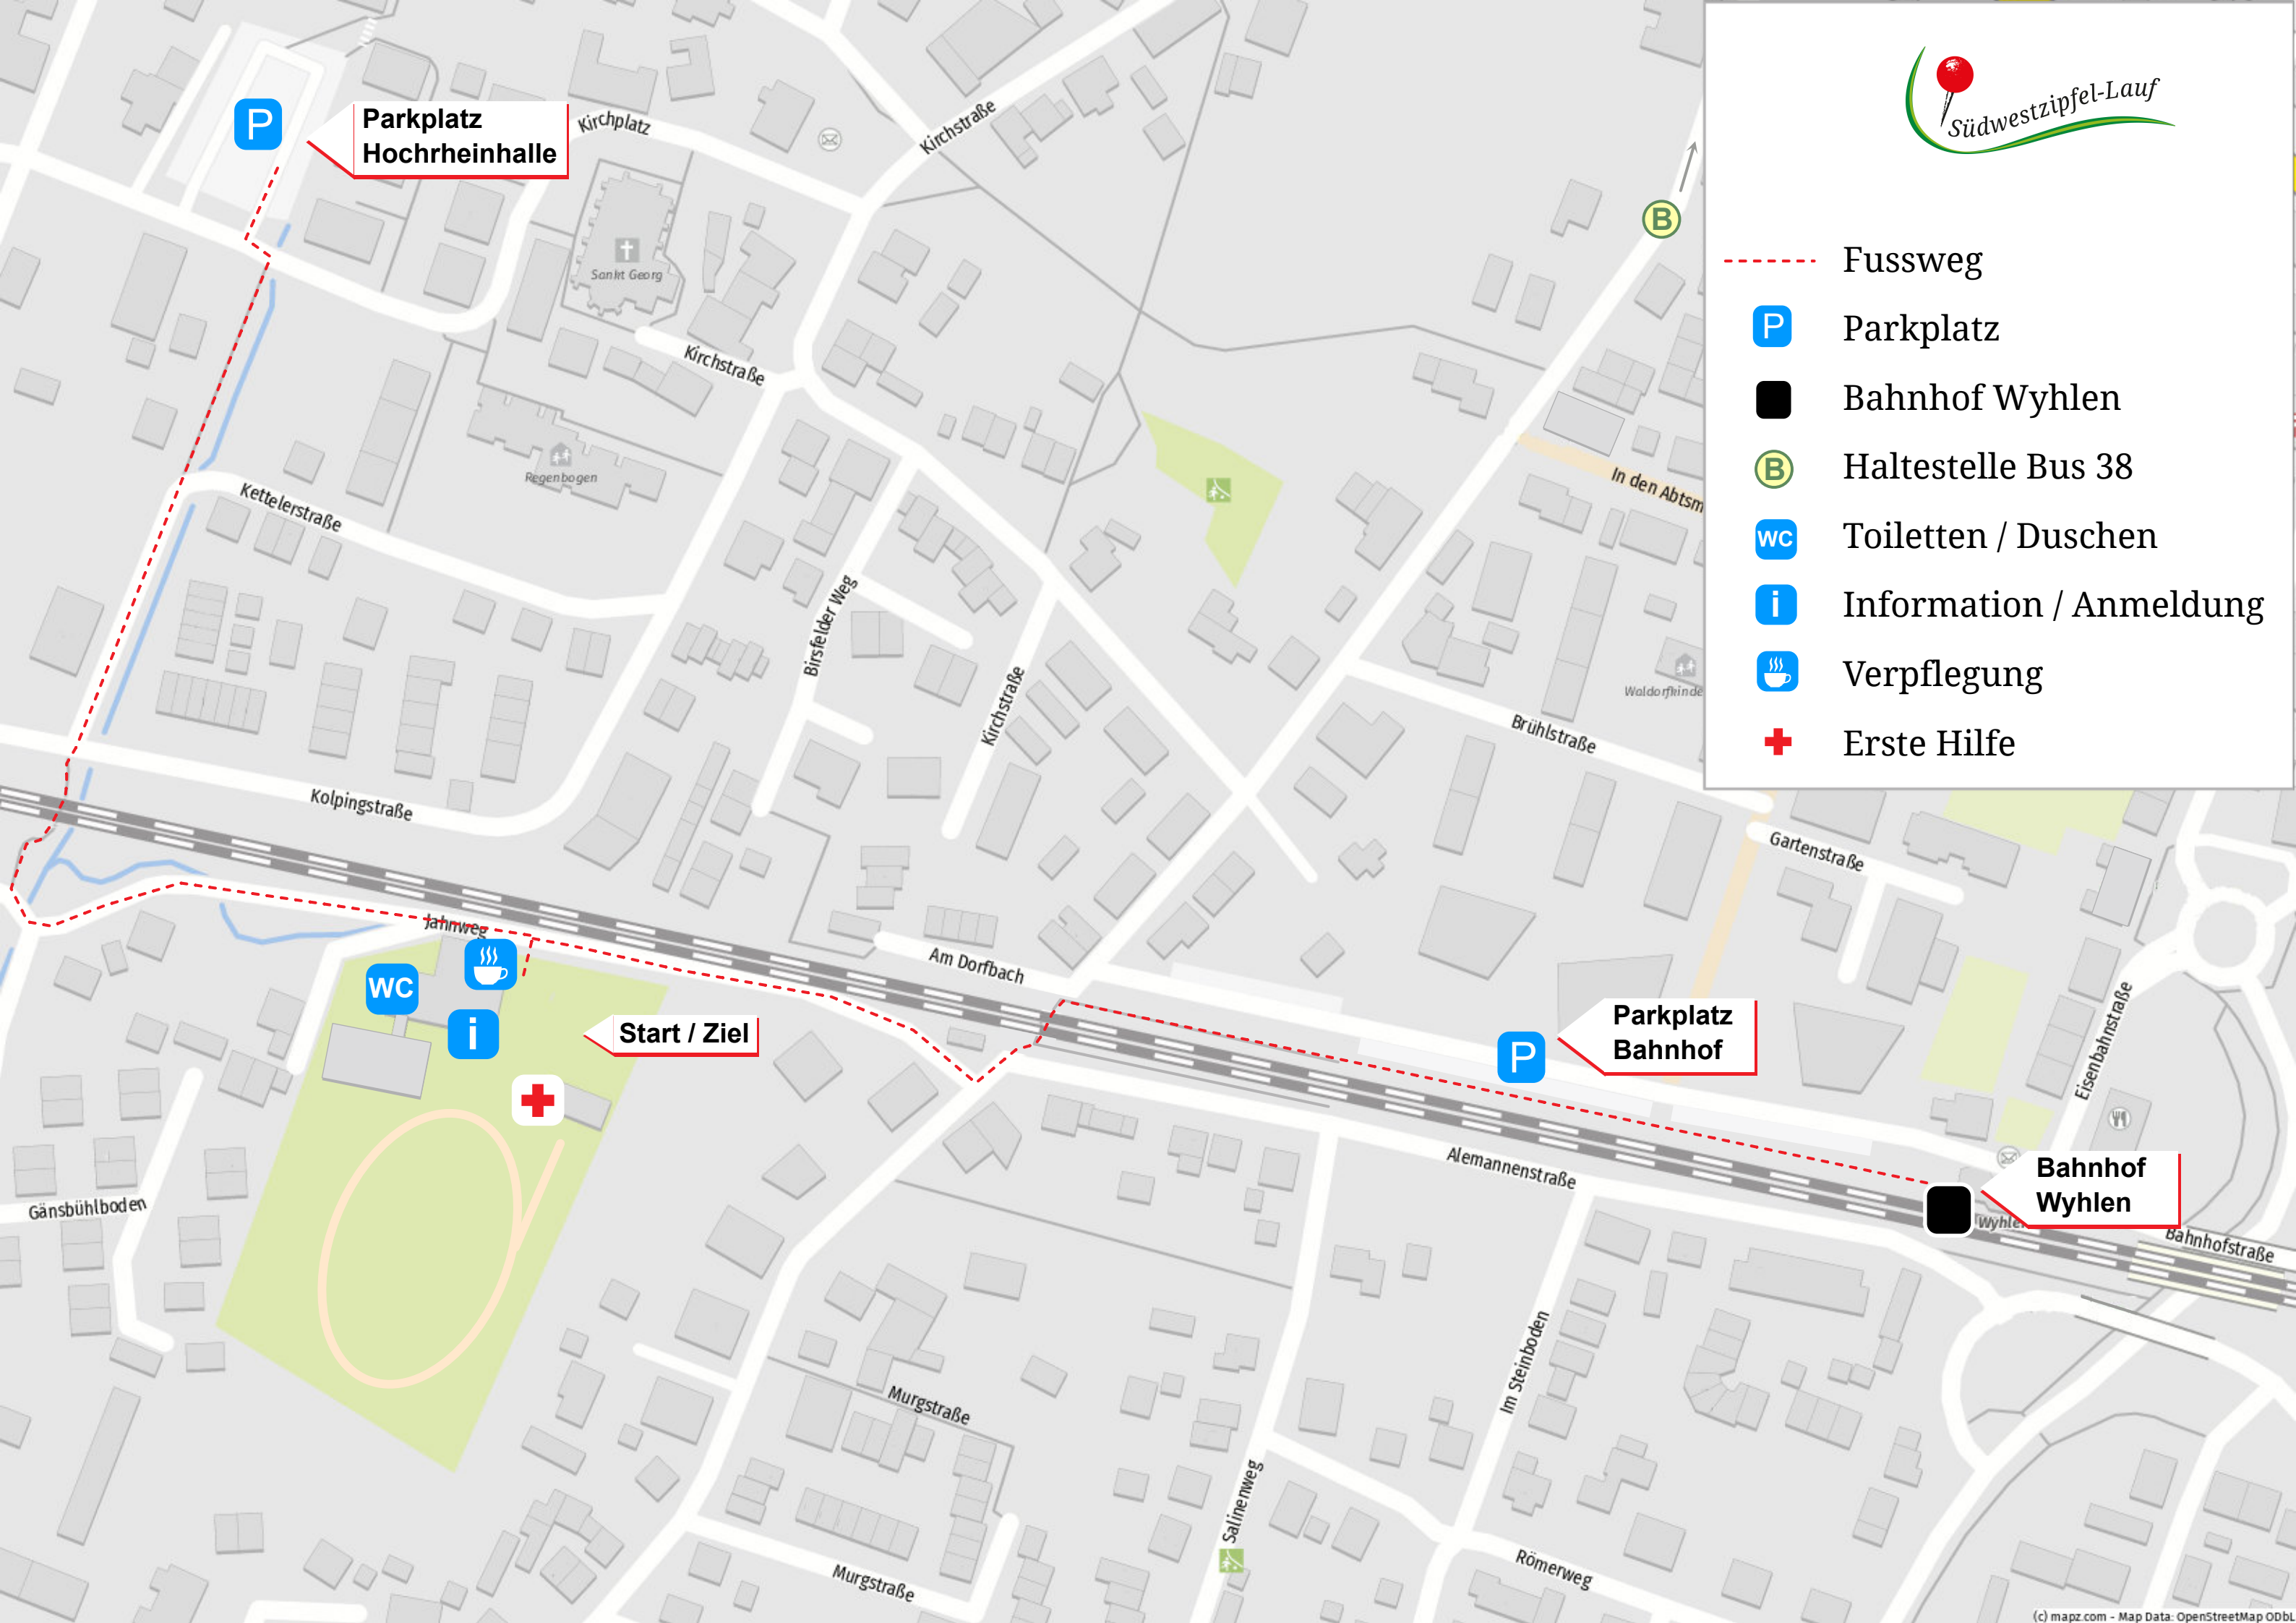 Südwestzipfel-Lauf
Fussweg
P
Parkplatz
Bahnhof Wyhlen
B
Haltestelle Bus 38
WC
Toiletten / Duschen
i
Information / Anmeldung
Verpflegung
Erste Hilfe
P
Parkplatz
Hochrheinhalle
Kirchplatz
Kirchstraße
B
Sankt Georg
Kirchstraße
Regenbogen
Kettelerstraße
In den Abtsm
Birsfelder Weg
Kirchstraße
Waldorfkinde
Brühlstraße
Kolpingstraße
Gartenstraße
Jahnweg
Am Dorfbach
WC
i
Start / Ziel
P
Parkplatz
Bahnhof
Eisenbahnstraße
Alemannenstraße
Bahnhof
Wyhlen
Wyhle
Bahnhofstraße
Gänsbühlboden
Im Steinboden
Murgstraße
Salinenweg
Murgstraße
Römerweg
(c) mapz.com - Map Data: OpenStreetMap ODbL